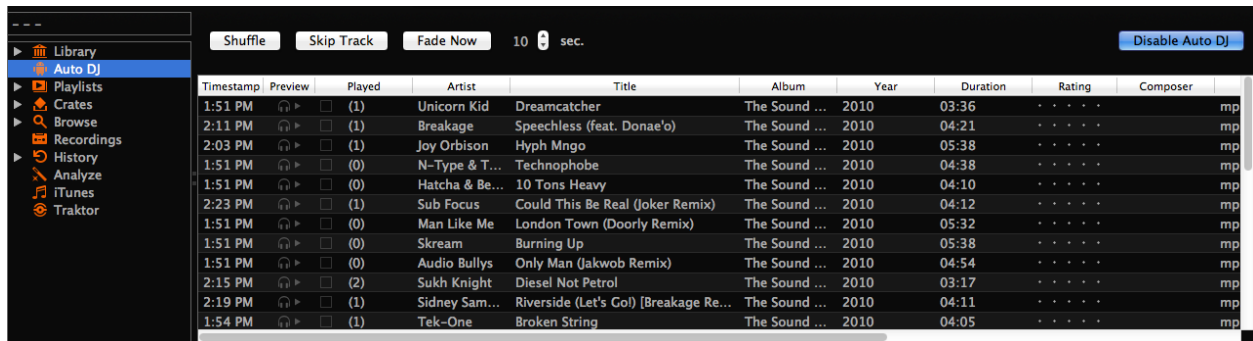 - - -
Shuffle Skip Track Fade Now 10 sec. Disable Auto DJ
Library
Auto DJ
Playlists
Crates
Browse
Recordings
History
Analyze
iTunes
Traktor
Timestamp Preview Played Artist Title Album Year Duration Rating Composer
1:51 PM (1) Unicorn Kid Dreamcatcher The Sound ... 2010 03:36 mp
2:11 PM (1) Breakage Speechless (feat. Donae'o) The Sound ... 2010 04:21 mp
2:03 PM (1) Joy Orbison Hyph Mngo The Sound ... 2010 05:38 mp
1:51 PM (0) N-Type & T... Technophobe The Sound ... 2010 04:38 mp
1:51 PM (0) Hatcha & Be... 10 Tons Heavy The Sound ... 2010 04:10 mp
2:23 PM (1) Sub Focus Could This Be Real (Joker Remix) The Sound ... 2010 04:12 mp
1:51 PM (0) Man Like Me London Town (Doorly Remix) The Sound ... 2010 05:32 mp
1:51 PM (0) Skream Burning Up The Sound ... 2010 05:38 mp
1:51 PM (0) Audio Bullys Only Man (Jakwob Remix) The Sound ... 2010 04:54 mp
2:15 PM (2) Sukh Knight Diesel Not Petrol The Sound ... 2010 03:17 mp
2:19 PM (1) Sidney Sam... Riverside (Let's Go!) [Breakage Re... The Sound ... 2010 04:11 mp
1:54 PM (1) Tek-One Broken String The Sound ... 2010 04:05 mp